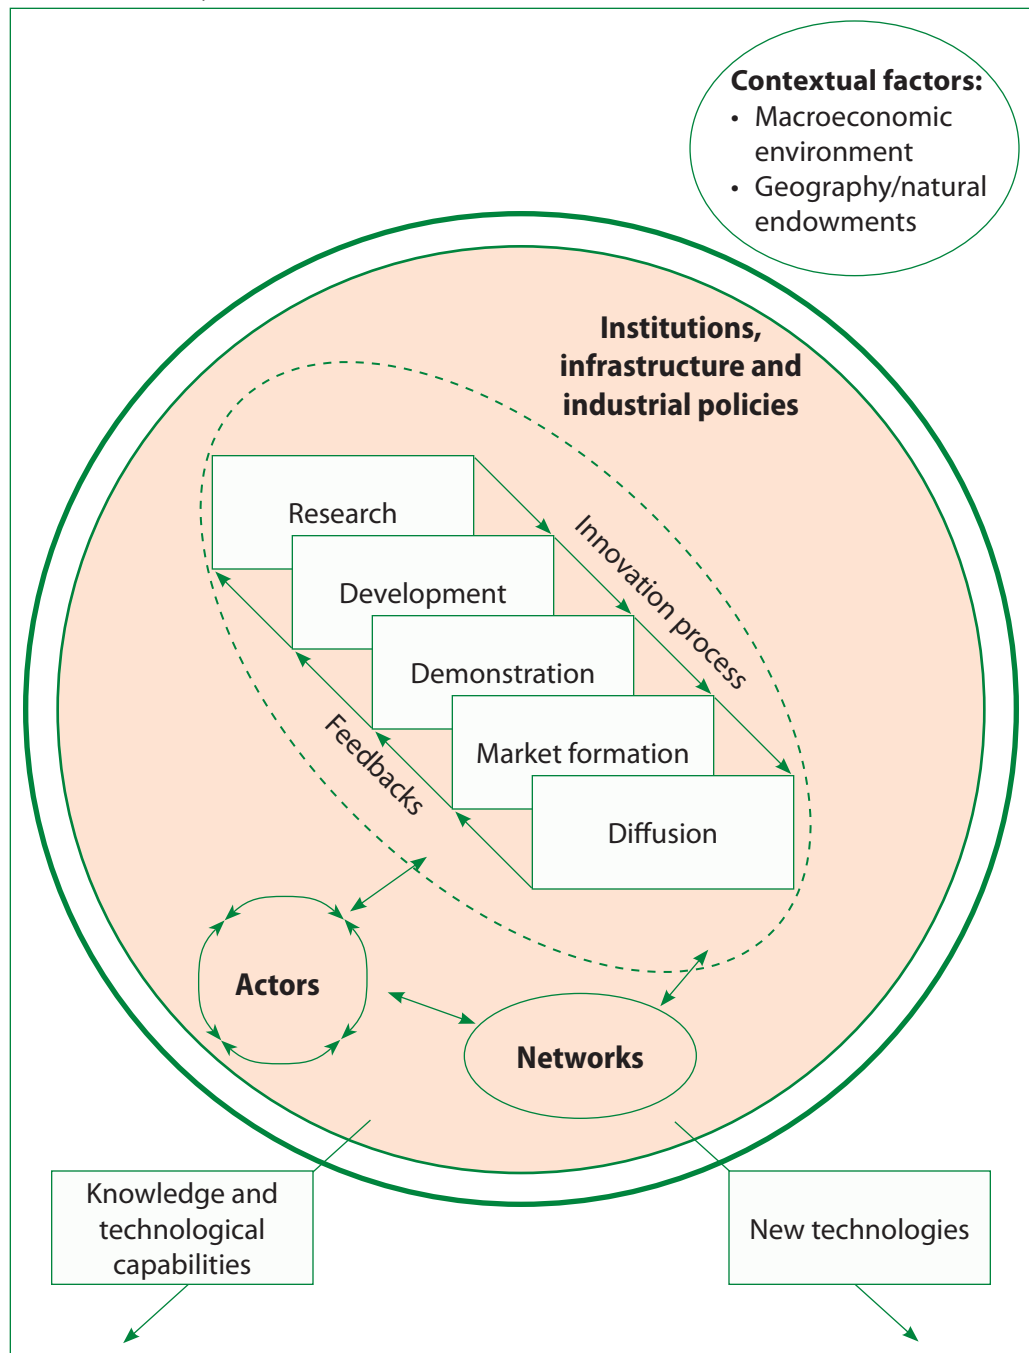 Contextual factors:
• Macroeconomic
environment
• Geography/natural
endowments
Institutions,
infrastructure and
industrial policies
Research
Development
Demonstration
Market formation
Diffusion
Innovation process
Feedbacks
Actors
Networks
Knowledge and
technological
capabilities
New technologies